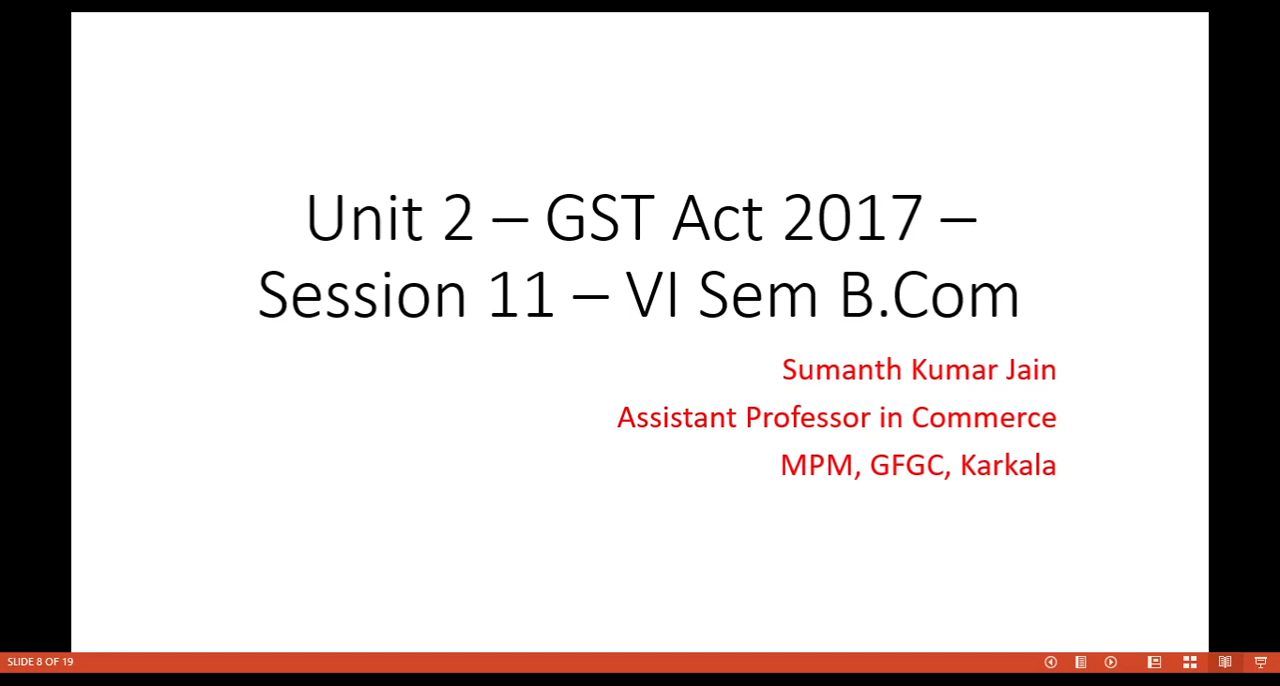 Unit 2 – GST Act 2017 –
Session 11 – VI Sem B.Com
Sumanth Kumar Jain
Assistant Professor in Commerce
MPM, GFGC, Karkala
SLIDE 8 OF 19